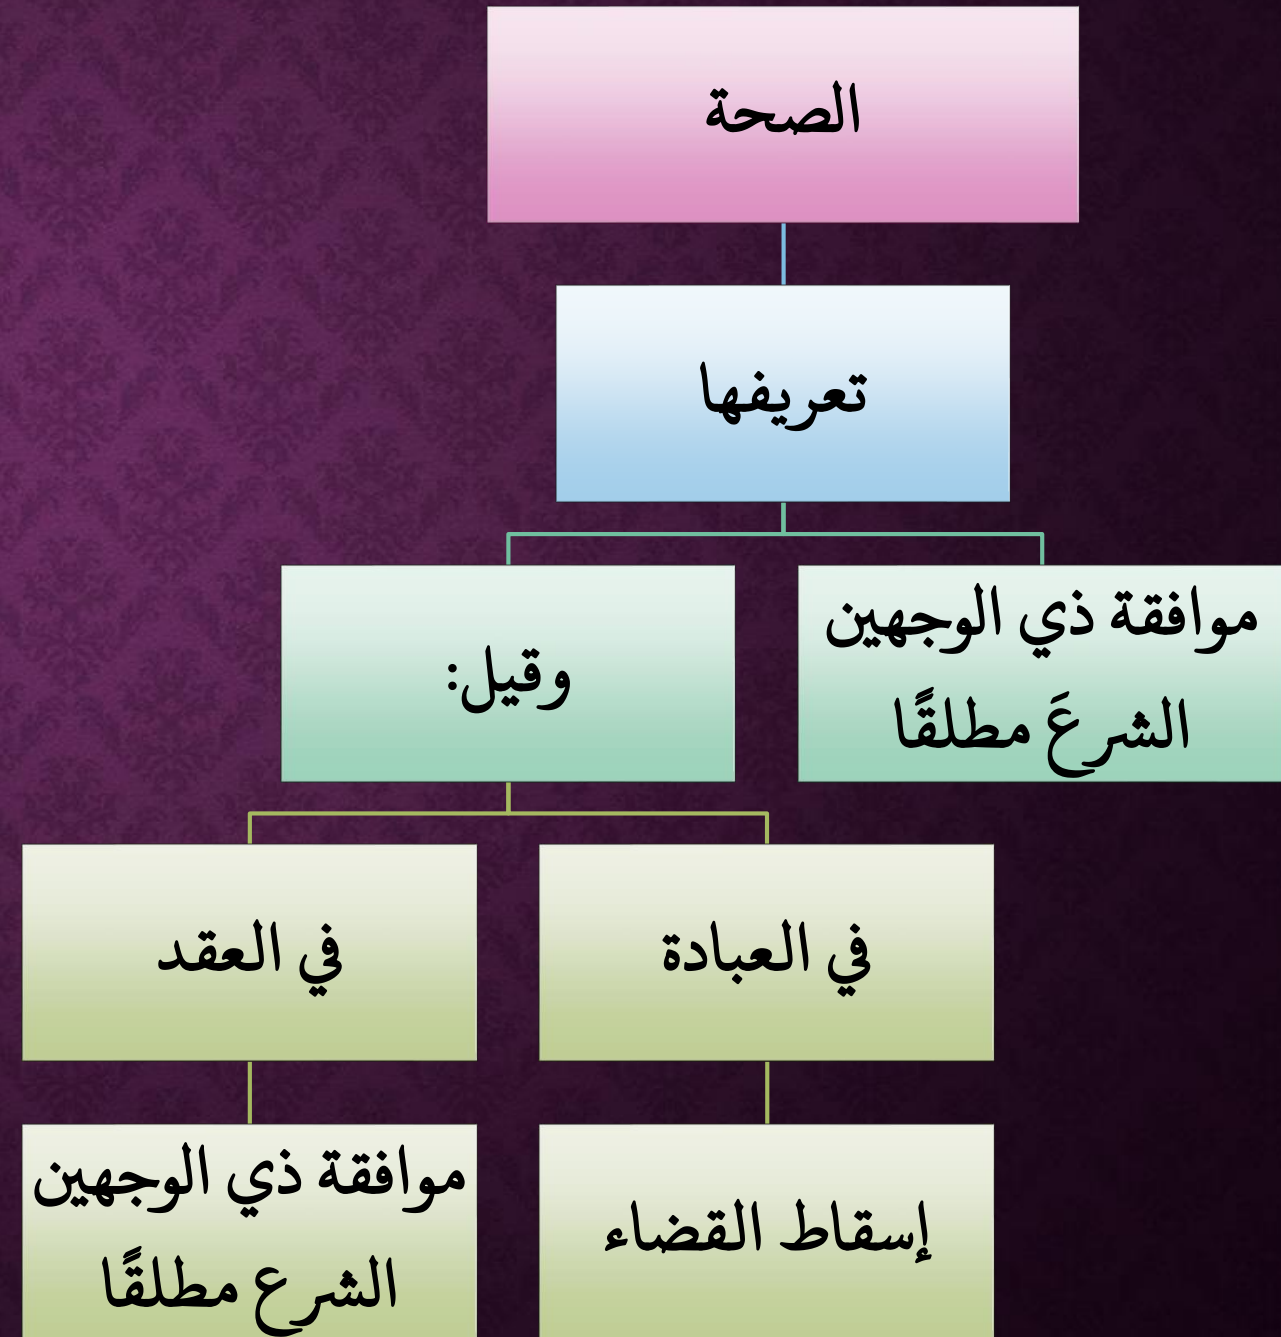 الصحة
تعريفها
موافقة ذي الوجهين
الشرعَ مطلقًا
وقيل:
في العبادة
في العقد
إسقاط القضاء
موافقة ذي الوجهين
الشرع مطلقًا